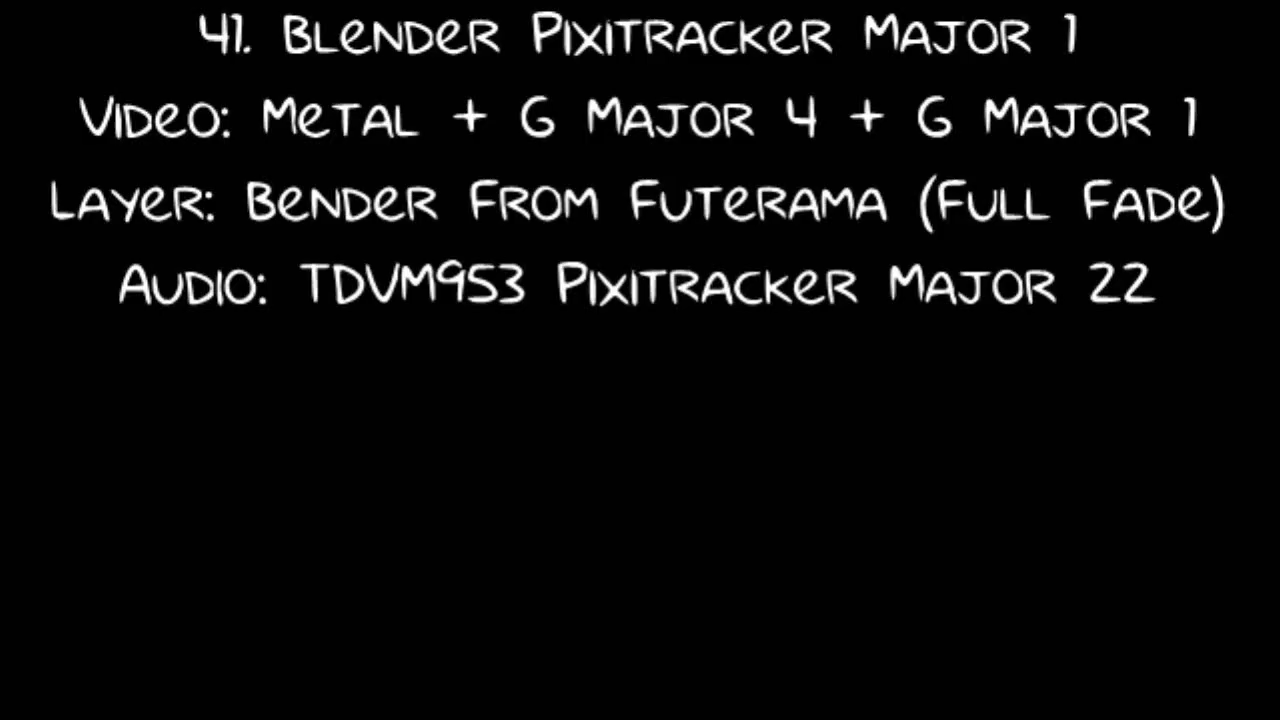 41. Blender Pixitracker Major 1
Video: Metal + G Major 4 + G Major 1
Layer: Bender From Futerama (Full Fade)
Audio: TDVM953 Pixitracker Major 22